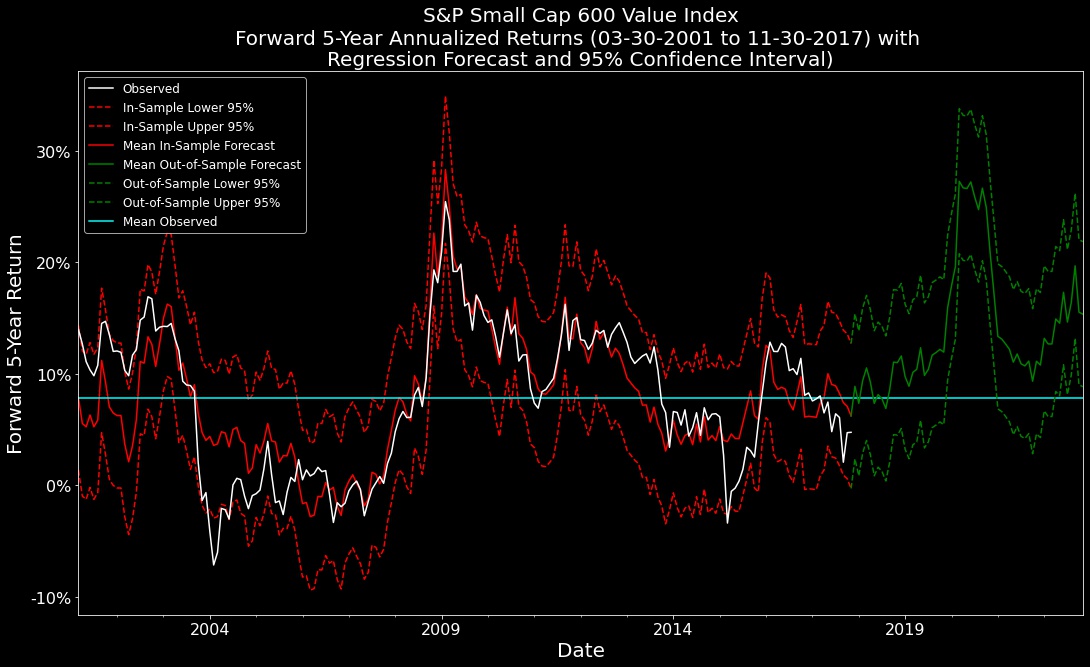 S&P Small Cap 600 Value Index
Forward 5-Year Annualized Returns (03-30-2001 to 11-30-2017) with
Regression Forecast and 95% Confidence Interval)
Observed
In-Sample Lower 95%
In-Sample Upper 95%
Mean In-Sample Forecast
Mean Out-of-Sample Forecast
Out-of-Sample Lower 95%
Out-of-Sample Upper 95%
Mean Observed
Forward 5-Year Return
30%
20%
10%
0%
-10%
2004
2009
2014
2019
Date